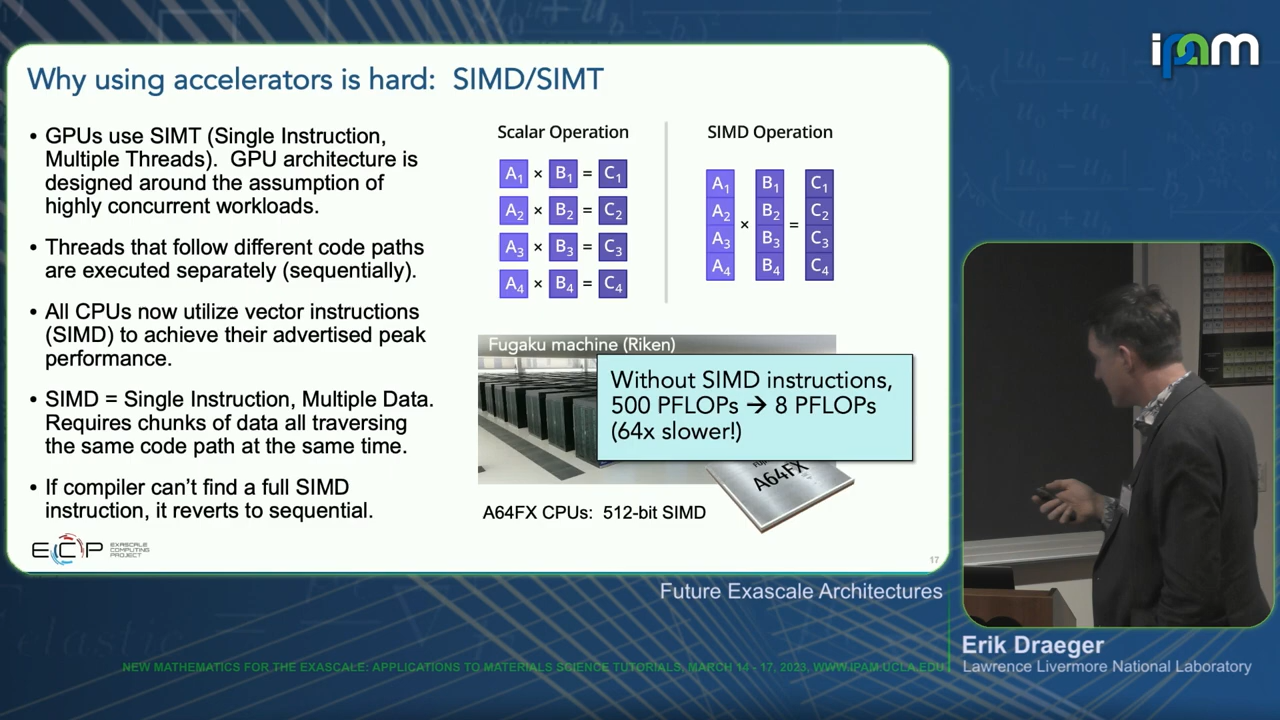 ipam
Why using accelerators is hard: SIMD/SIMT
• GPUs use SIMT (Single Instruction,
Multiple Threads). GPU architecture is
designed around the assumption of
highly concurrent workloads.
• Threads that follow different code paths
are executed separately (sequentially).
• All CPUs now utilize vector instructions
(SIMD) to achieve their advertised peak
performance.
• SIMD = Single Instruction, Multiple Data.
Requires chunks of data all traversing
the same code path at the same time.
• If compiler can't find a full SIMD
instruction, it reverts to sequential.
Scalar Operation
A₁ × B₁ = C₁
A₂ × B₂ = C₂
A₃ × B₃ = C₃
A₄ × B₄ = C₄
SIMD Operation
A₁ B₁ C₁
A₂ B₂ C₂
× =
A₃ B₃ C₃
A₄ B₄ C₄
Fugaku machine (Riken)
Without SIMD instructions,
500 PFLOPs → 8 PFLOPs
(64x slower!)
A64FX
A64FX CPUs: 512-bit SIMD
ECP EXASCALE
COMPUTING
PROJECT
17
Future Exascale Architectures
Erik Draeger
Lawrence Livermore National Laboratory
NEW MATHEMATICS FOR THE EXASCALE: APPLICATIONS TO MATERIALS SCIENCE TUTORIALS, MARCH 14 - 17, 2023, WWW.IPAM.UCLA.EDU